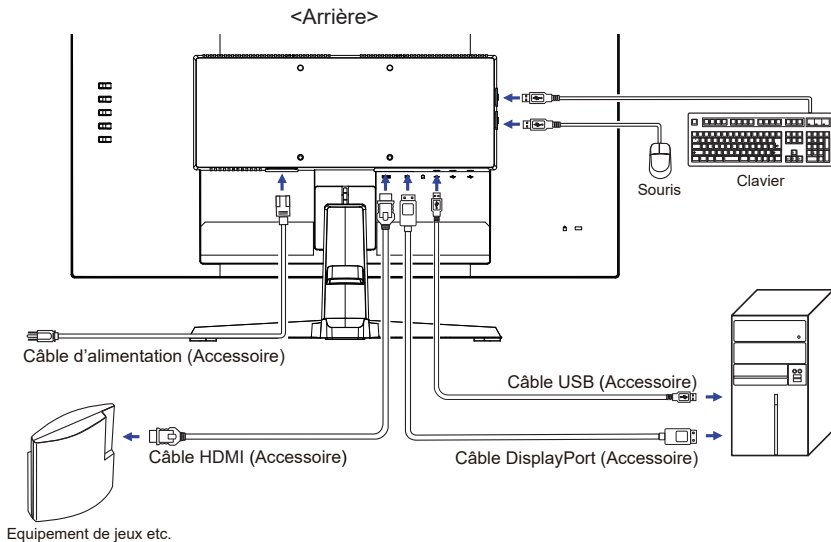 <Arrière>
Souris
Clavier
Câble d’alimentation (Accessoire)
Câble USB (Accessoire)
Câble HDMI (Accessoire)
Câble DisplayPort (Accessoire)
Equipement de jeux etc.